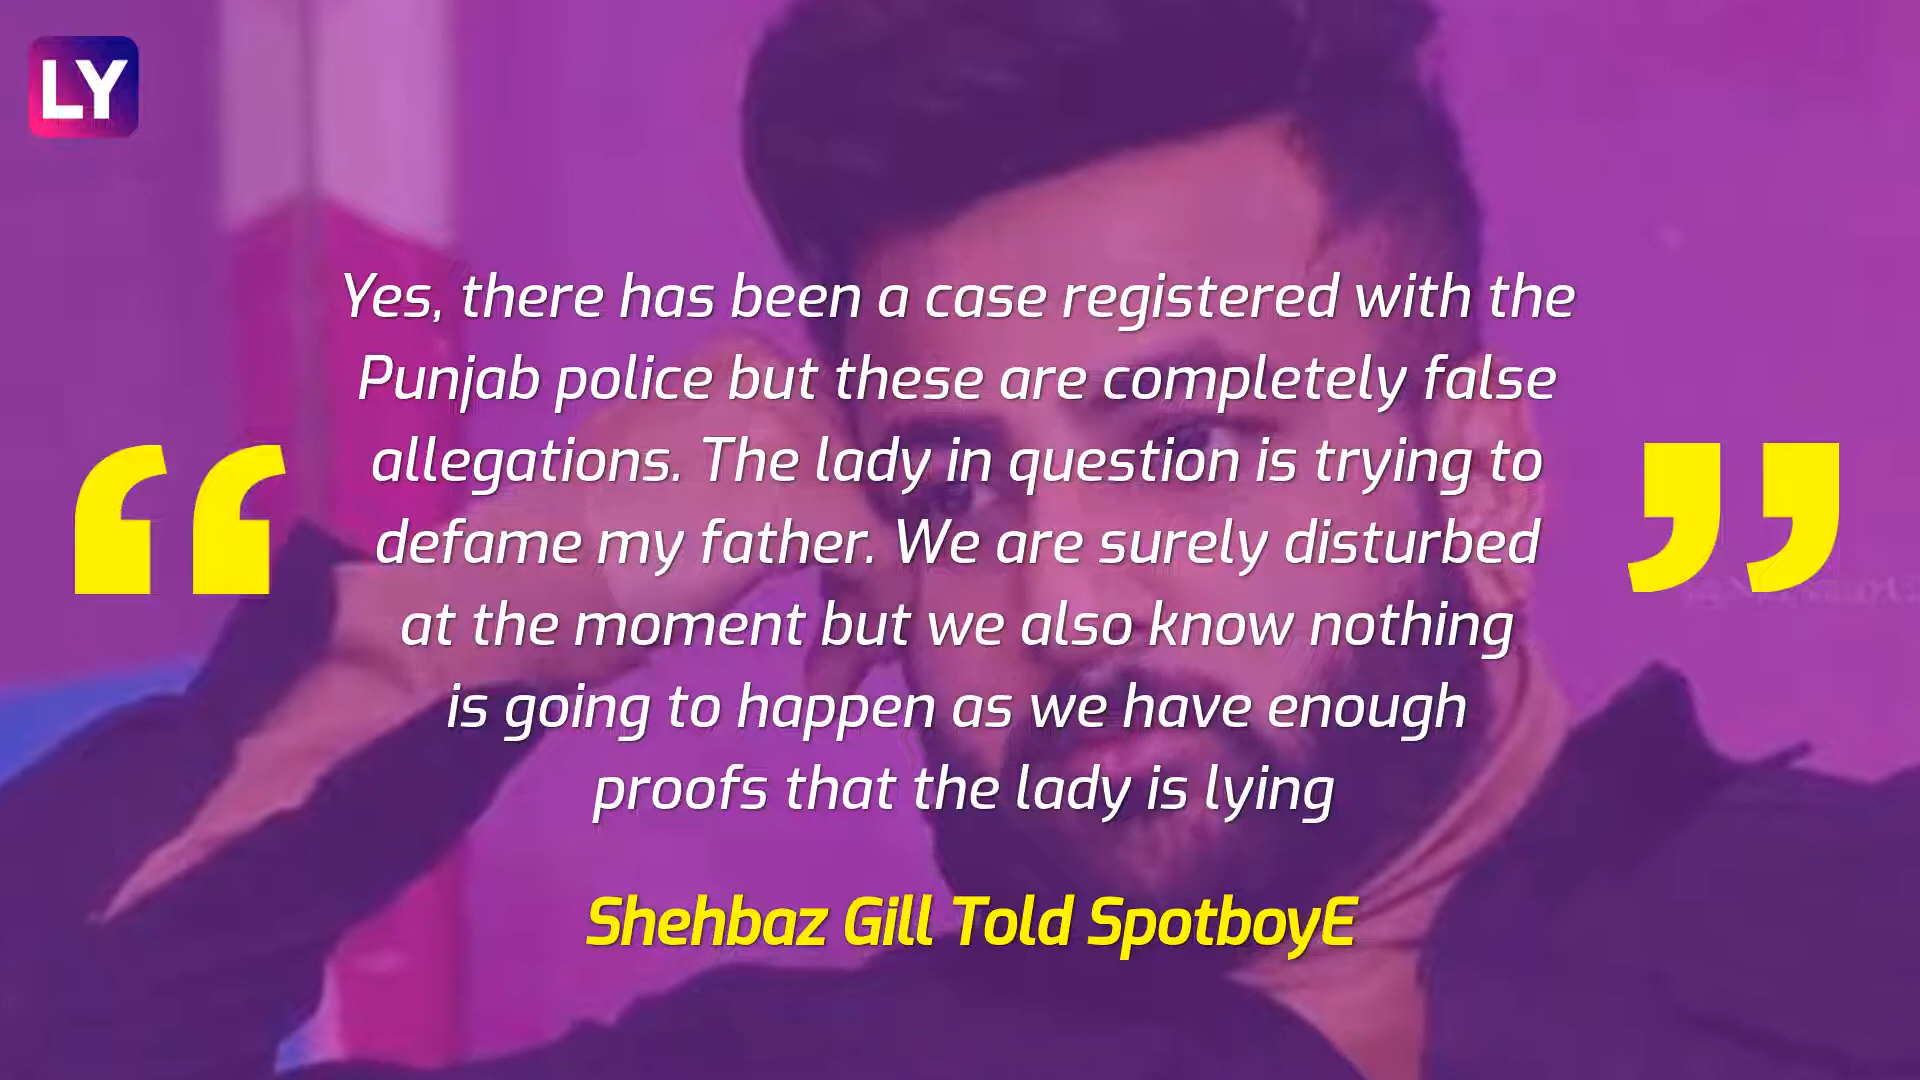 LY
Yes, there has been a case registered with the
Punjab police but these are completely false
allegations. The lady in question is trying to
defame my father. We are surely disturbed
at the moment but we also know nothing
is going to happen as we have enough
proofs that the lady is lying
Shehbaz Gill Told SpotboyE